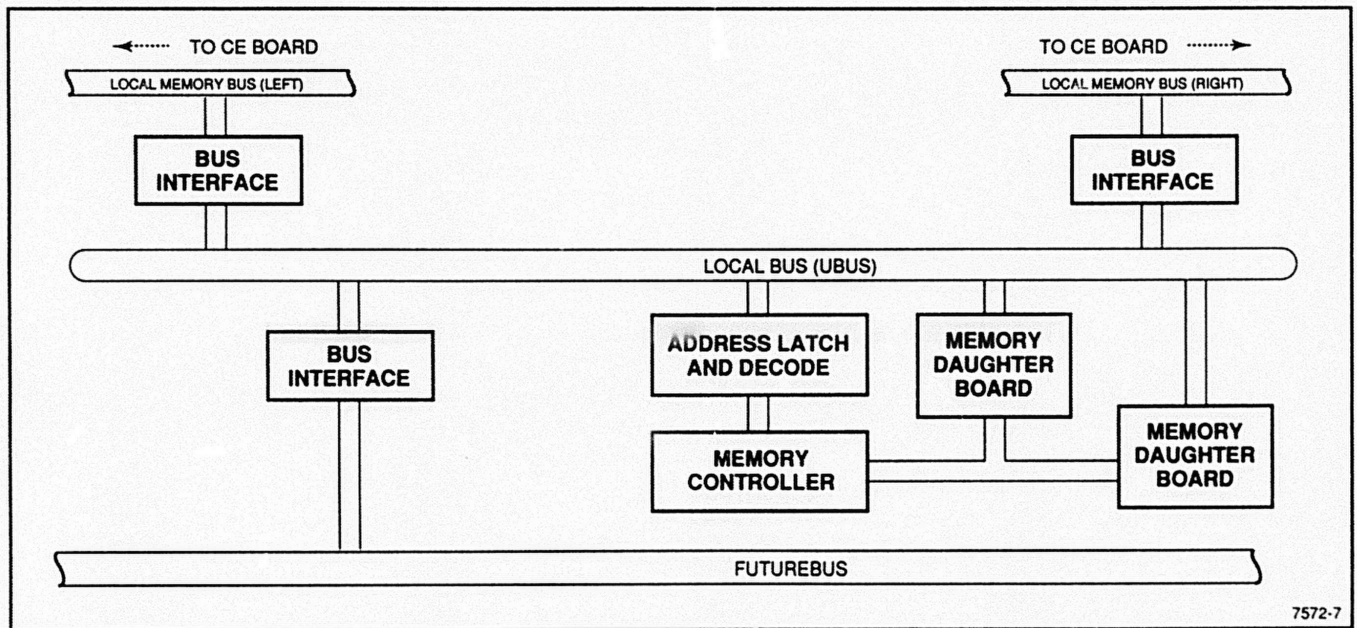 TO CE BOARD
TO CE BOARD
LOCAL MEMORY BUS (LEFT)
LOCAL MEMORY BUS (RIGHT)
BUS
INTERFACE
BUS
INTERFACE
LOCAL BUS (UBUS)
BUS
INTERFACE
ADDRESS LATCH
AND DECODE
MEMORY
DAUGHTER
BOARD
MEMORY
CONTROLLER
MEMORY
DAUGHTER
BOARD
FUTUREBUS
7572-7